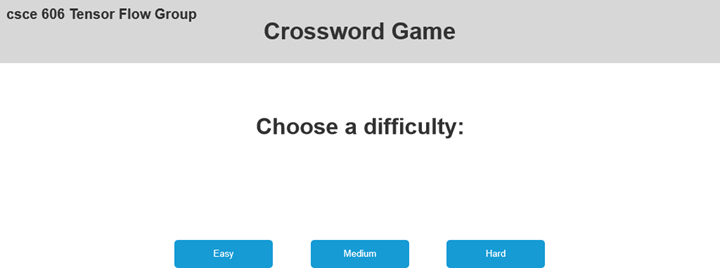 csce 606 Tensor Flow Group
Crossword Game
Choose a difficulty:
Easy
Medium
Hard